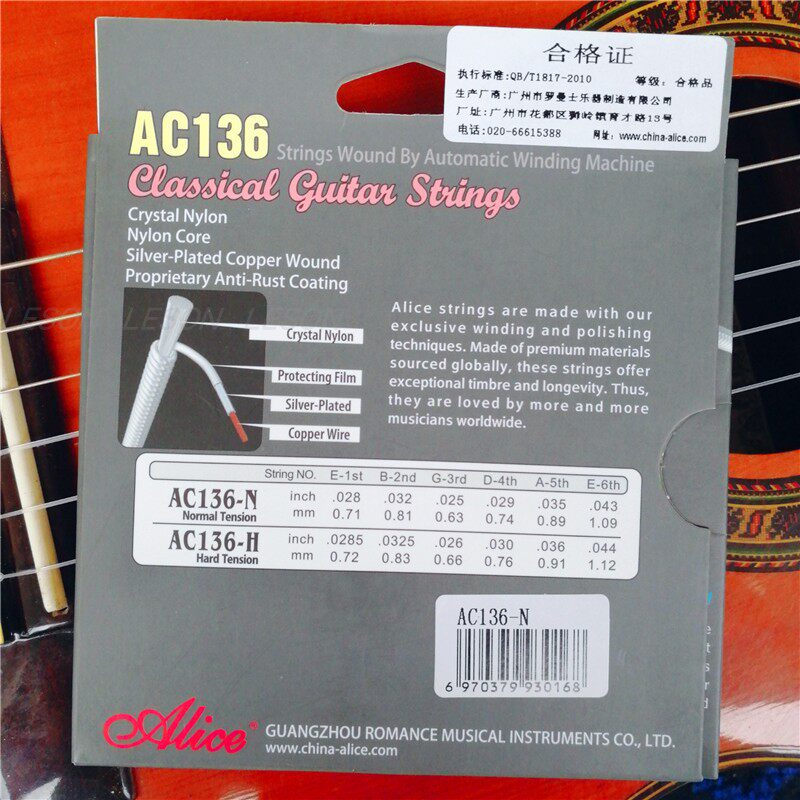 合格证
执行标准:QB/T1817-2010 等级: 合格品
生产厂商:广州市罗曼士乐器制造有限公司
厂址: 广州市花都区狮岭镇育才路13号
电话:020-66615388 网址: www.china-alice.com
AC136 Strings Wound By Automatic Winding Machine
Classical Guitar Strings
Crystal Nylon
Nylon Core
Silver-Plated Copper Wound
Proprietary Anti-Rust Coating
Crystal Nylon
Protecting Film
Silver-Plated
Copper Wire
Alice strings are made with our
exclusive winding and polishing
techniques. Made of premium materials
sourced globally, these strings offer
exceptional timbre and longevity. Thus,
they are loved by more and more
musicians worldwide.
String NO. E-1st B-2nd G-3rd D-4th A-5th E-6th
AC136-N inch .028 .032 .025 .029 .035 .043
Normal Tension mm 0.71 0.81 0.63 0.74 0.89 1.09
AC136-H inch .0285 .0325 .026 .030 .036 .044
Hard Tension mm 0.72 0.83 0.66 0.76 0.91 1.12
AC136-N
6 970379 930168
Alice® GUANGZHOU ROMANCE MUSICAL INSTRUMENTS CO., LTD.
www.china-alice.com